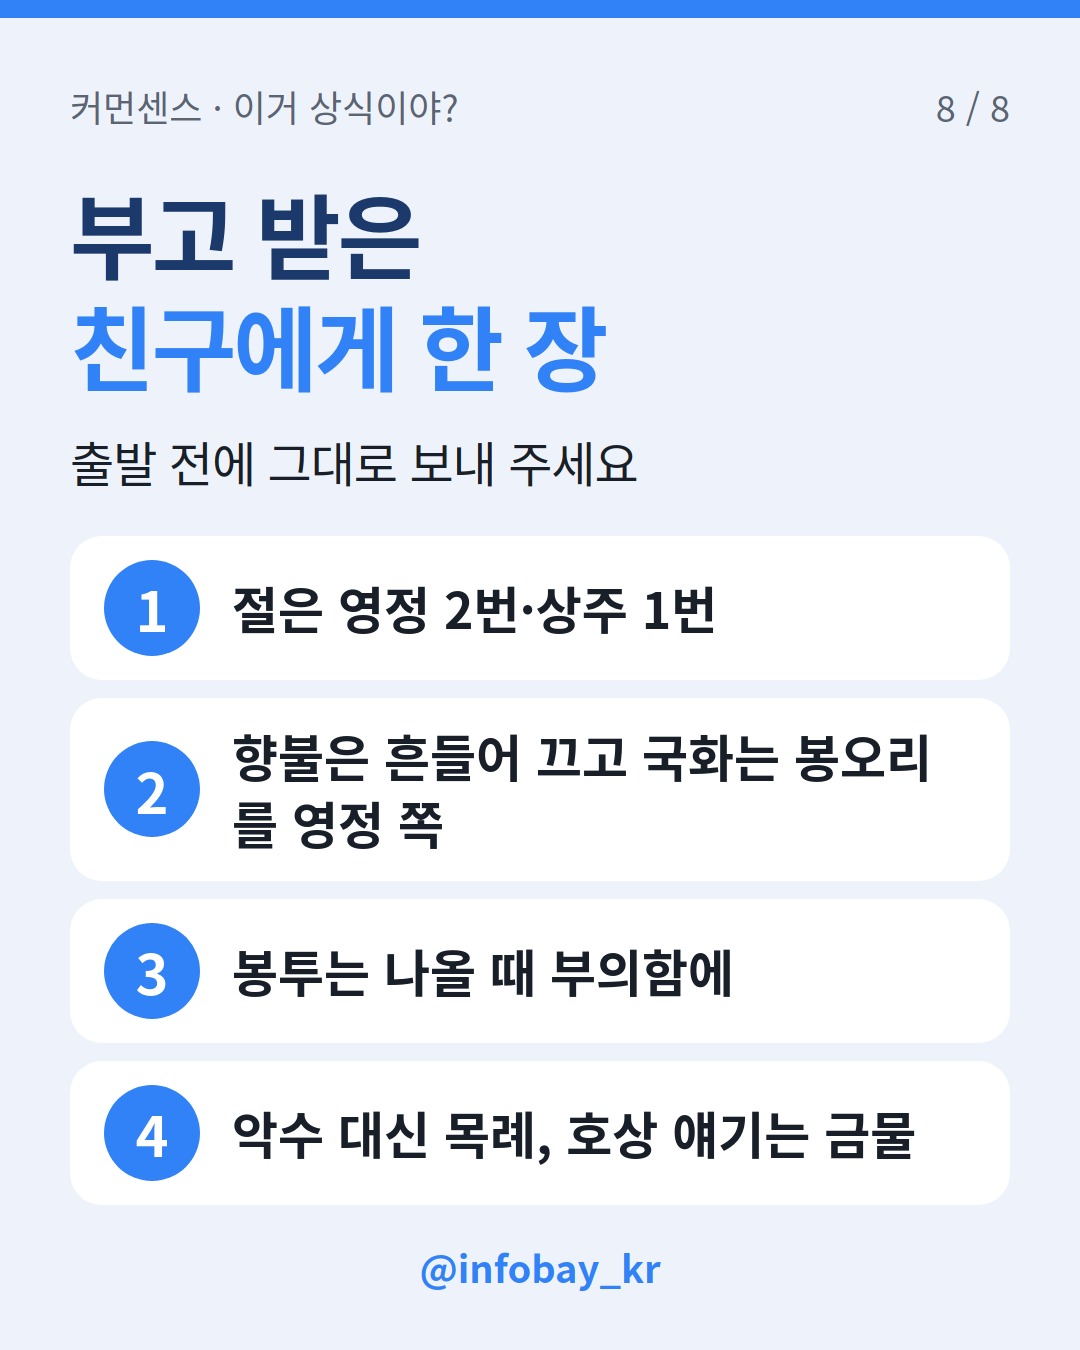 커먼센스 · 이거 상식이야?
8 / 8
부고 받은
친구에게 한 장
출발 전에 그대로 보내 주세요
1
절은 영정 2번·상주 1번
2
향불은 흔들어 끄고 국화는 봉오리
를 영정 쪽
3
봉투는 나올 때 부의함에
4
악수 대신 목례, 호상 얘기는 금물
@infobay_kr